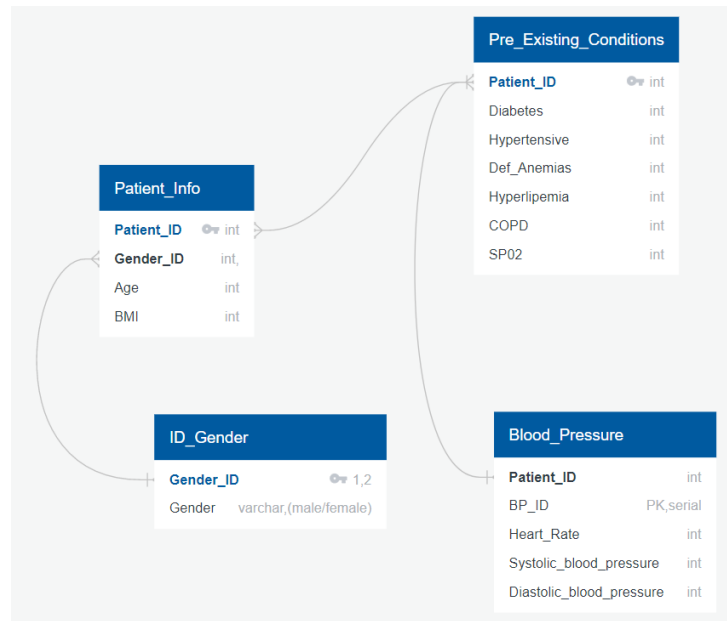 Pre_Existing_Conditions
Patient_ID int
Diabetes int
Hypertensive int
Def_Anemias int
Hyperlipemia int
COPD int
SP02 int
Patient_Info
Patient_ID int
Gender_ID int,
Age int
BMI int
ID_Gender
Gender_ID 1,2
Gender varchar,(male/female)
Blood_Pressure
Patient_ID int
BP_ID PK,serial
Heart_Rate int
Systolic_blood_pressure int
Diastolic_blood_pressure int